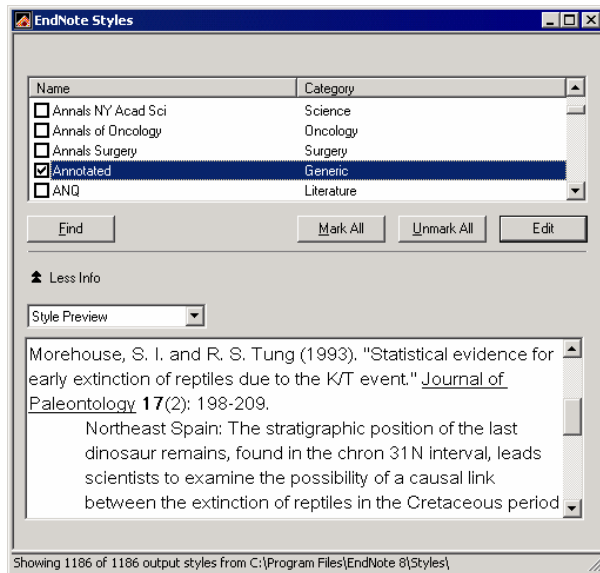 EndNote Styles
Name Category
Annals NY Acad Sci Science
Annals of Oncology Oncology
Annals Surgery Surgery
Annotated Generic
ANQ Literature
Find Mark All Unmark All Edit
Less Info
Style Preview
Morehouse, S. I. and R. S. Tung (1993). "Statistical evidence for
early extinction of reptiles due to the K/T event." Journal of
Paleontology 17(2): 198-209.
Northeast Spain: The stratigraphic position of the last
dinosaur remains, found in the chron 31N interval, leads
scientists to examine the possibility of a causal link
between the extinction of reptiles in the Cretaceous period
Showing 1186 of 1186 output styles from C:\Program Files\EndNote 8\Styles\